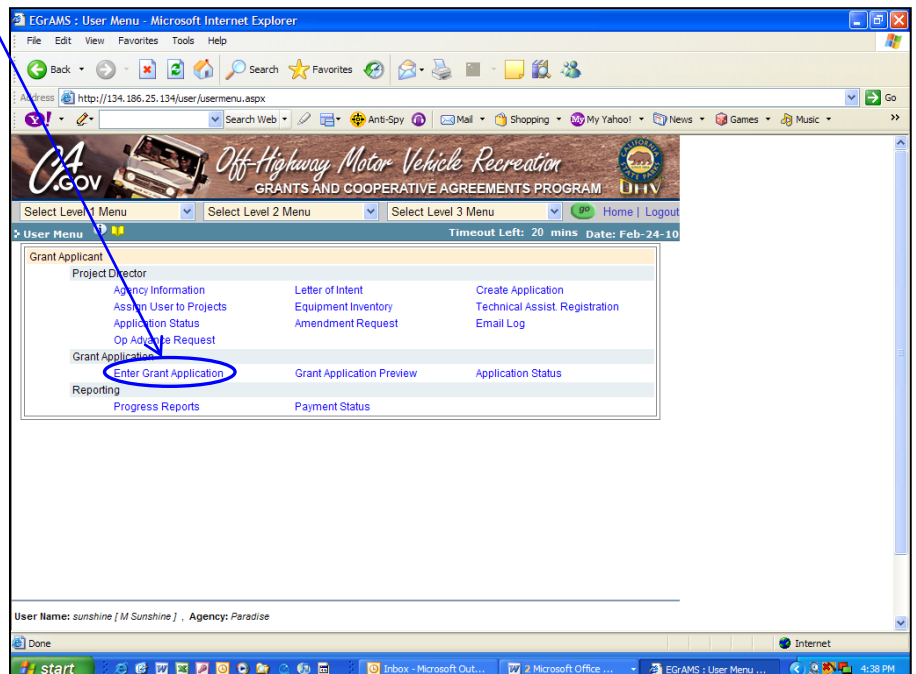 EGrAMS : User Menu - Microsoft Internet Explorer
File Edit View Favorites Tools Help
Back Search Favorites
Address http://134.186.25.134/user/usermenu.aspx Go
Y! Search Web Anti-Spy Mail Shopping My My Yahoo! News Games Music »
CA.GOV Off-Highway Motor Vehicle Recreation
GRANTS AND COOPERATIVE AGREEMENTS PROGRAM OHV
Select Level 1 Menu Select Level 2 Menu Select Level 3 Menu go Home | Logout
User Menu Timeout Left: 20 mins Date: Feb-24-10
Grant Applicant
Project Director
Agency Information Letter of Intent Create Application
Assign User to Projects Equipment Inventory Technical Assist. Registration
Application Status Amendment Request Email Log
Op Advance Request
Grant Application
Enter Grant Application Grant Application Preview Application Status
Reporting
Progress Reports Payment Status
User Name: sunshine [ M Sunshine ] , Agency: Paradise
Done Internet
start Inbox - Microsoft Out... 2 Microsoft Office ... EGrAMS : User Menu ... 4:38 PM